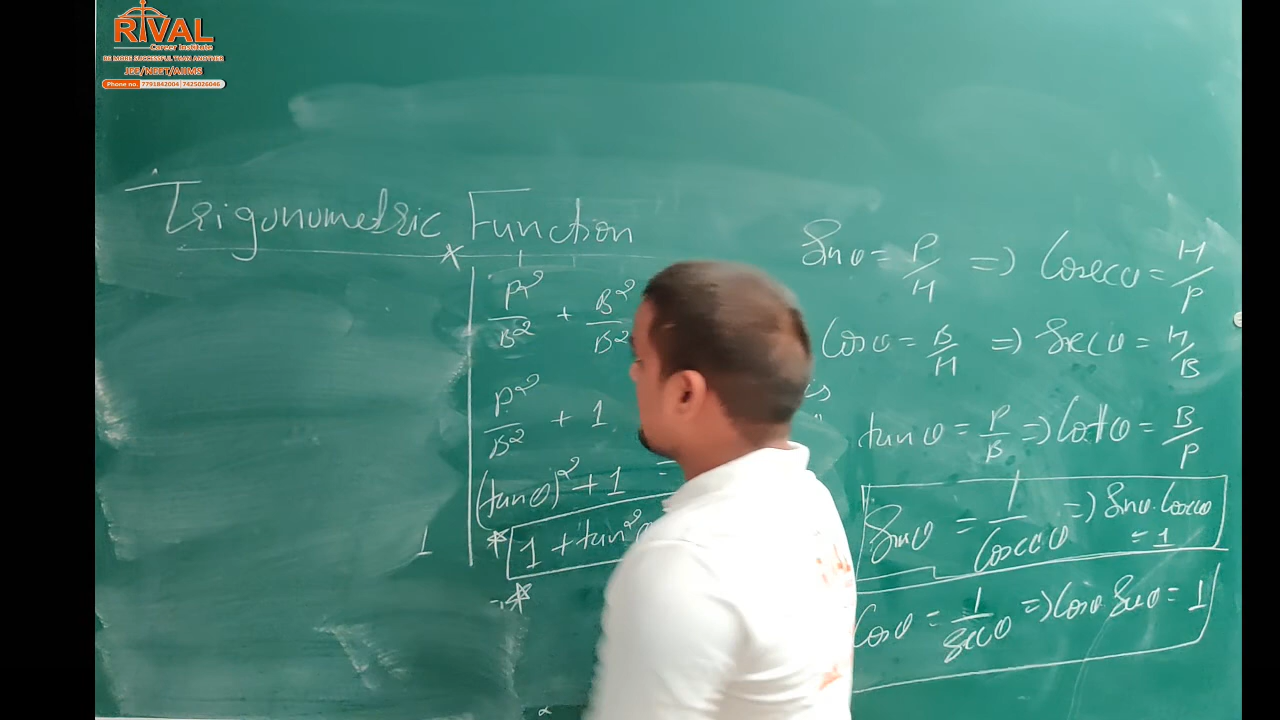 RIVAL
Career Institute
BE MORE SUCCESSFUL THAN ANOTHER
JEE/NEET/AIIMS
Phone no. 7791842004 | 7425026046
Trigonometric Function
P²/B² + B²/B²
P²/B² + 1
(tanθ)² + 1 =
* 1 + tan²θ
*
1
Sinθ = P/H => Cosecθ = H/P
Cosθ = B/H => Secθ = H/B
tanθ = P/B => Cotθ = B/P
Sinθ = 1/Cosecθ => Sinθ. Cosecθ = 1
Cosθ = 1/secθ => Cosθ Secθ = 1